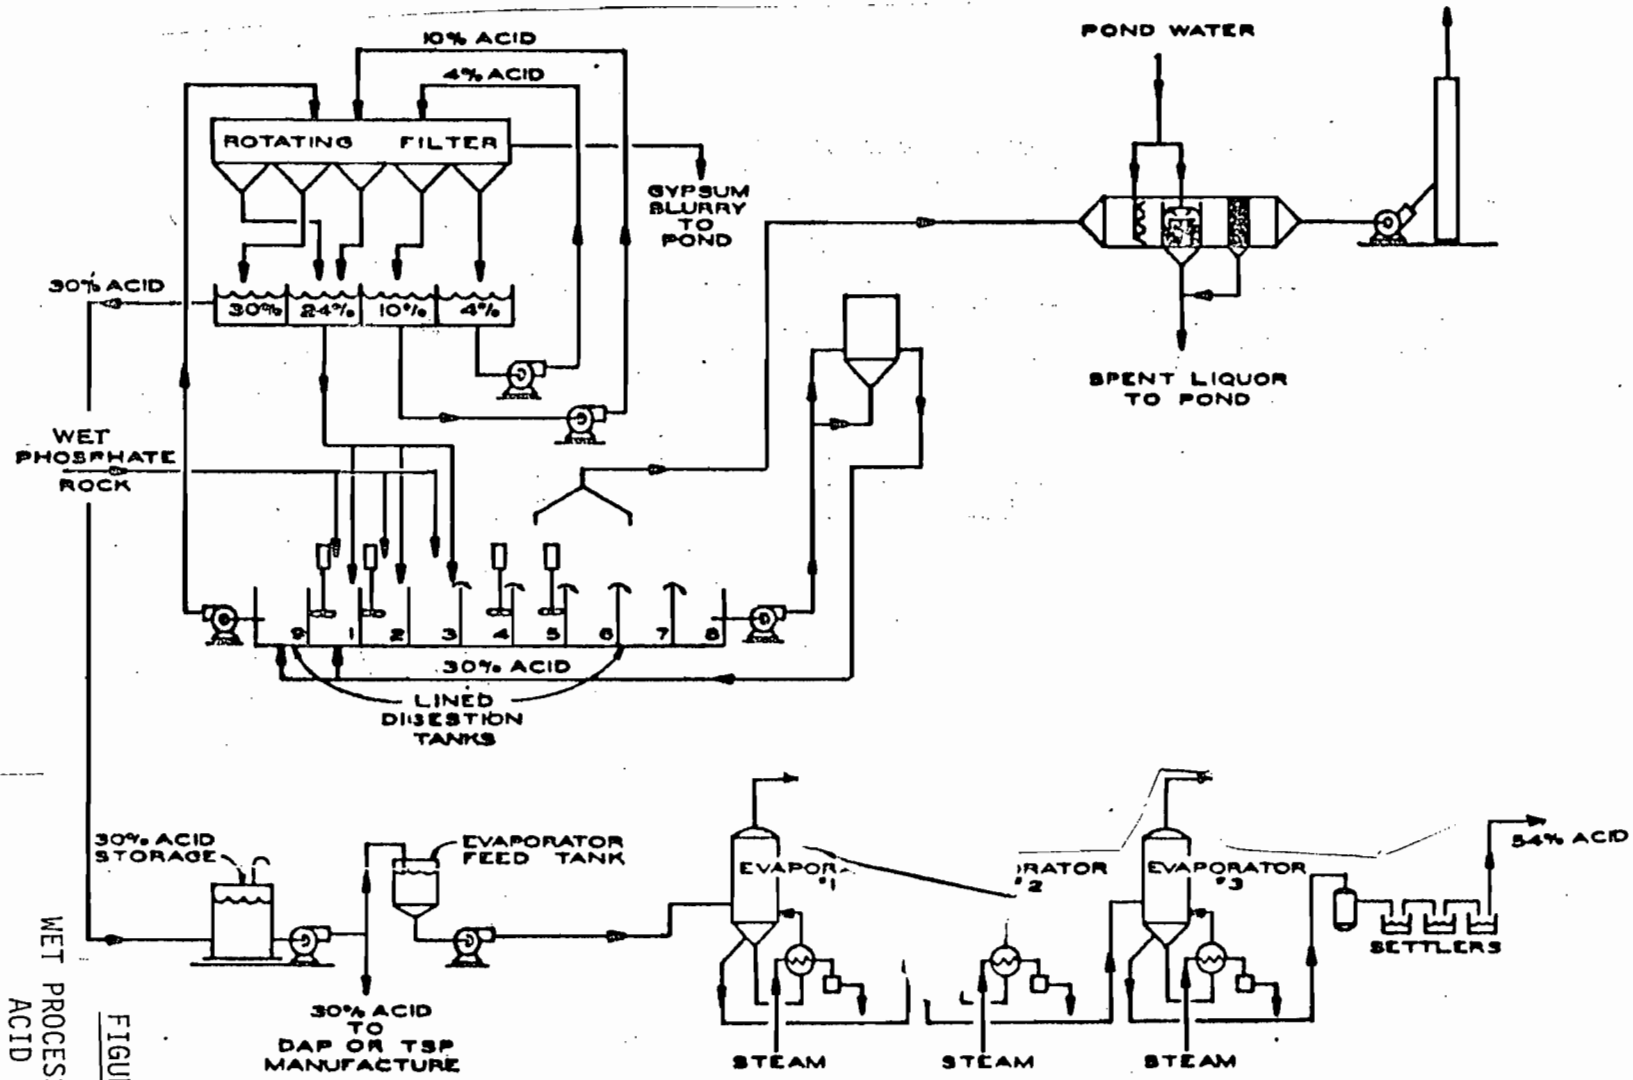 10% ACID
4% ACID
ROTATING FILTER
GYPSUM
SLURRY
TO
POND
POND WATER
30% ACID
30% 24% 10% 4%
SPENT LIQUOR
TO POND
WET
PHOSPHATE
ROCK
9 1 2 3 4 5 6 7 8
30% ACID
LINED
DIGESTION
TANKS
30% ACID
STORAGE
EVAPORATOR
FEED TANK
30% ACID
TO
DAP OR TSP
MANUFACTURE
EVAPORA
#1
ORATOR
#2
EVAPORATOR
#3
54% ACID
SETTLERS
STEAM STEAM STEAM
FIGU
WET PROCES
ACID